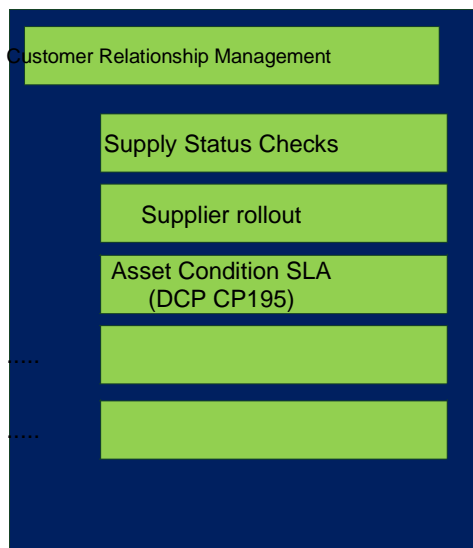 Customer Relationship Management
Supply Status Checks
Supplier rollout
Asset Condition SLA
(DCP CP195)
.....
.....